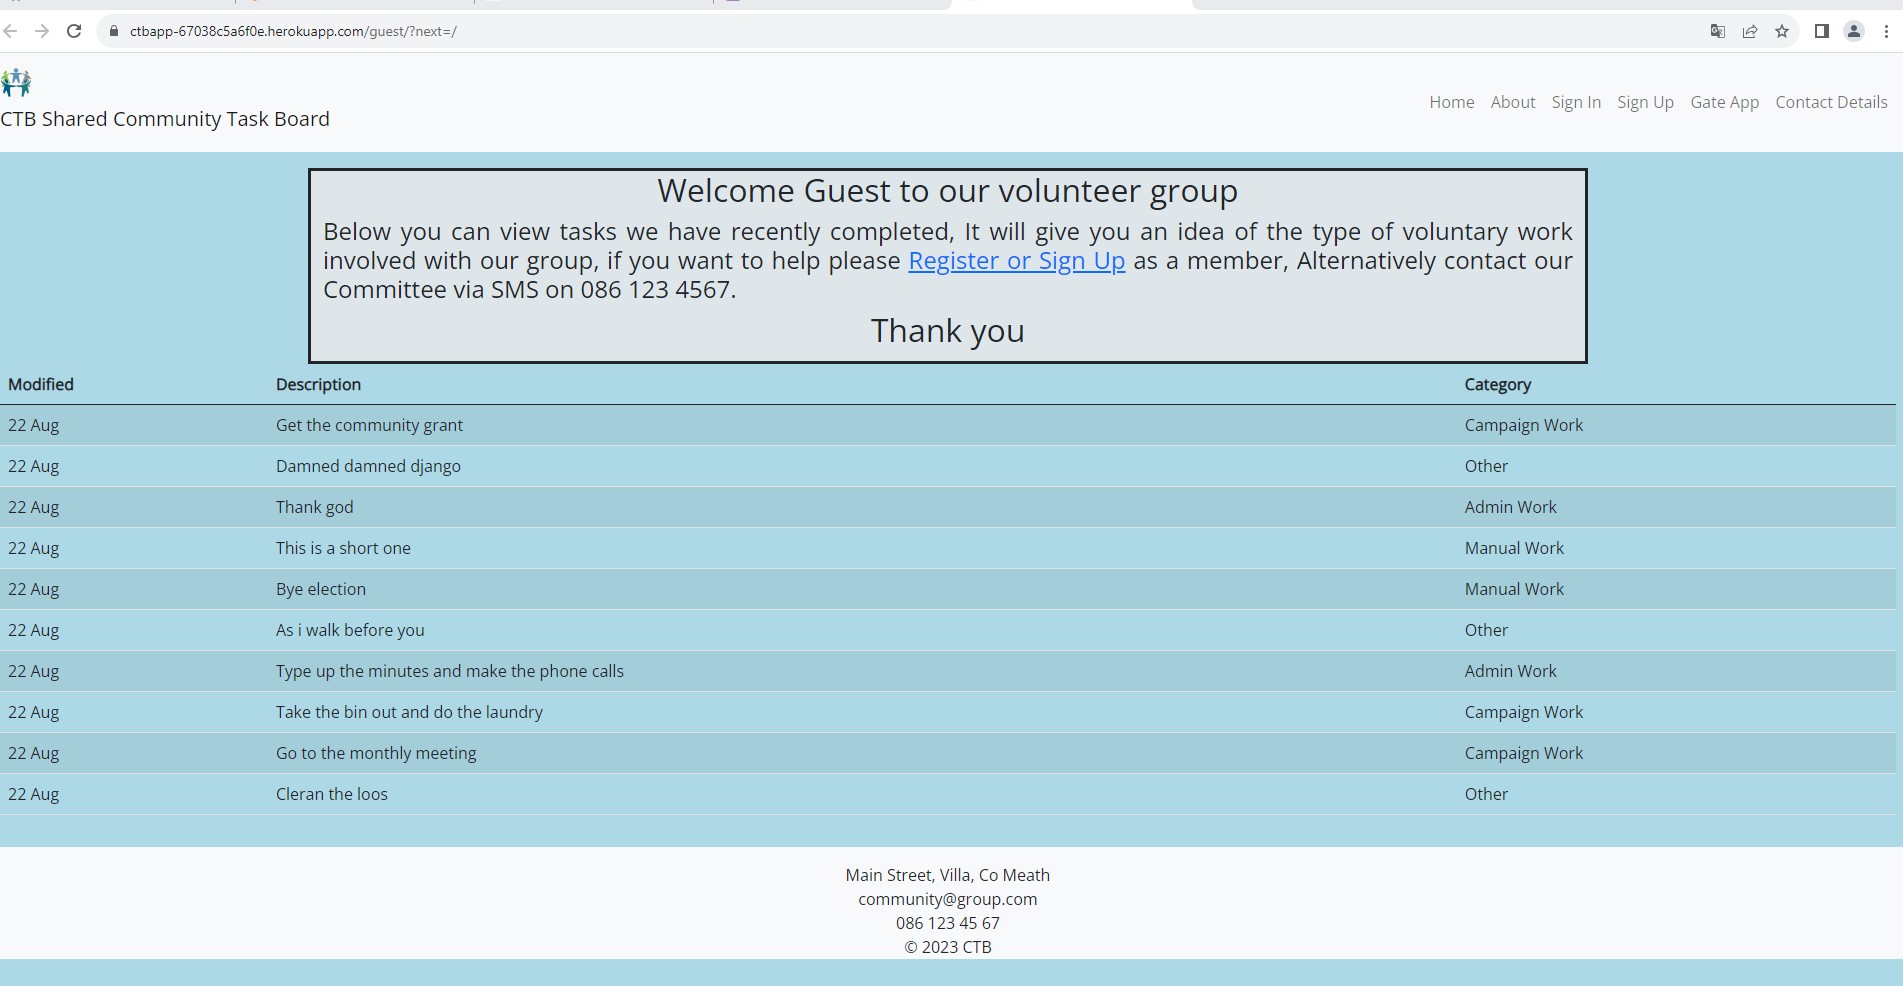 ctbapp-67038c5a6f0e.herokuapp.com/guest/?next=/
CTB Shared Community Task Board
Home About Sign In Sign Up Gate App Contact Details
Welcome Guest to our volunteer group
Below you can view tasks we have recently completed, It will give you an idea of the type of voluntary work
involved with our group, if you want to help please Register or Sign Up as a member, Alternatively contact our
Committee via SMS on 086 123 4567.
Thank you
Modified Description Category
22 Aug Get the community grant Campaign Work
22 Aug Damned damned django Other
22 Aug Thank god Admin Work
22 Aug This is a short one Manual Work
22 Aug Bye election Manual Work
22 Aug As i walk before you Other
22 Aug Type up the minutes and make the phone calls Admin Work
22 Aug Take the bin out and do the laundry Campaign Work
22 Aug Go to the monthly meeting Campaign Work
22 Aug Cleran the loos Other
Main Street, Villa, Co Meath
community@group.com
086 123 45 67
© 2023 CTB